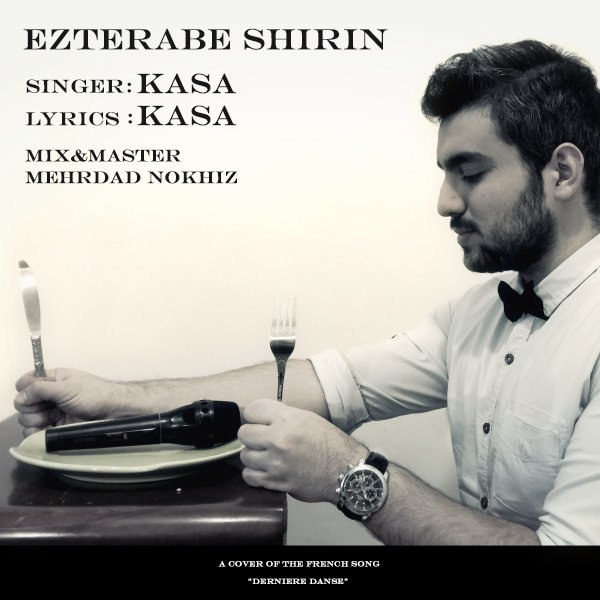 EZTERABE SHIRIN
SINGER: KASA
LYRICS : KASA
MIX&MASTER
MEHRDAD NOKHIZ
A COVER OF THE FRENCH SONG
"DERNIERE DANSE"